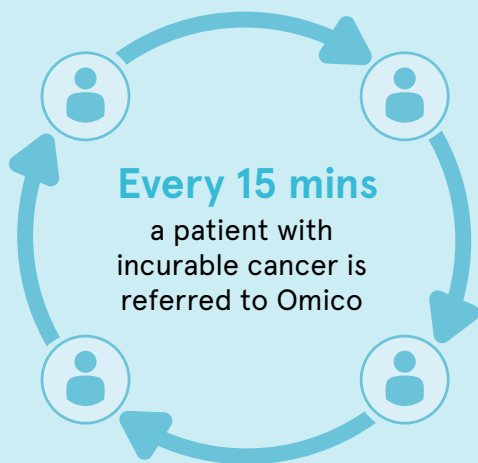 Every 15 mins
a patient with
incurable cancer is
referred to Omico